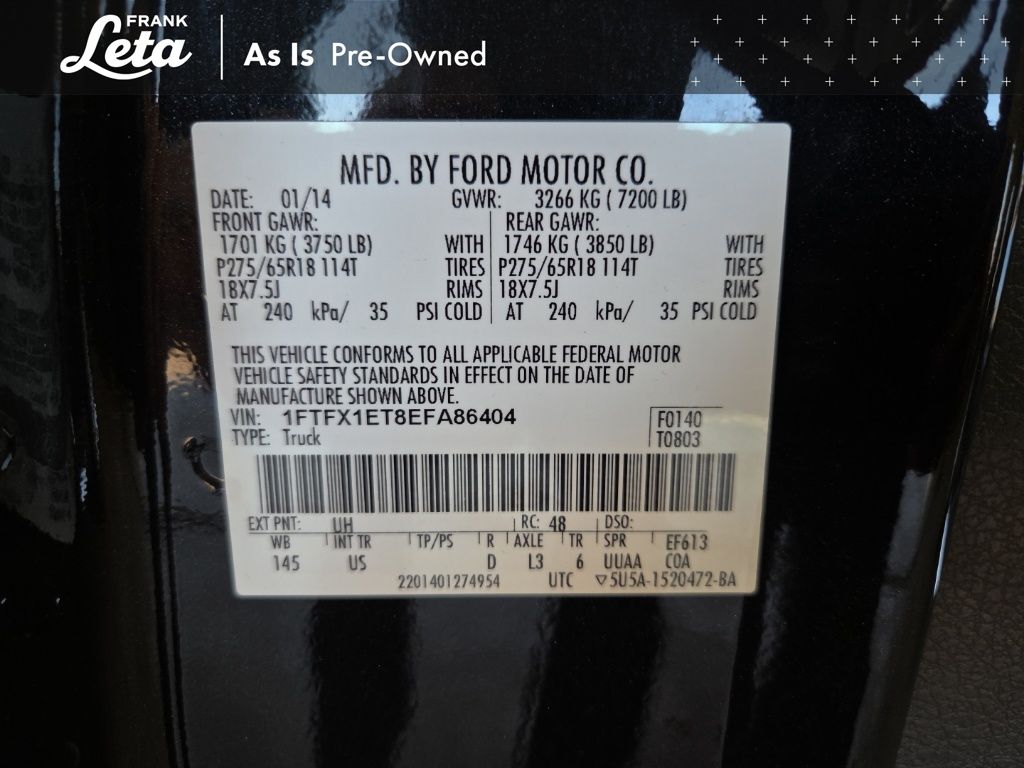 FRANK
Leta
As Is Pre-Owned
MFD. BY FORD MOTOR CO.
DATE: 01/14 GVWR: 3266 KG ( 7200 LB)
FRONT GAWR: REAR GAWR:
1701 KG ( 3750 LB) WITH 1746 KG ( 3850 LB) WITH
P275/65R18 114T TIRES P275/65R18 114T TIRES
18X7.5J RIMS 18X7.5J RIMS
AT 240 kPa/ 35 PSI COLD AT 240 kPa/ 35 PSI COLD
THIS VEHICLE CONFORMS TO ALL APPLICABLE FEDERAL MOTOR
VEHICLE SAFETY STANDARDS IN EFFECT ON THE DATE OF
MANUFACTURE SHOWN ABOVE.
VIN: 1FTFX1ET8EFA86404 F0140
TYPE: Truck T0803
EXT PNT: UH RC: 48 DSO:
WB INT TR TP/PS R AXLE TR SPR EF613
145 US D L3 6 UUAA COA
2201401274954 UTC ▽5U5A-1520472-BA